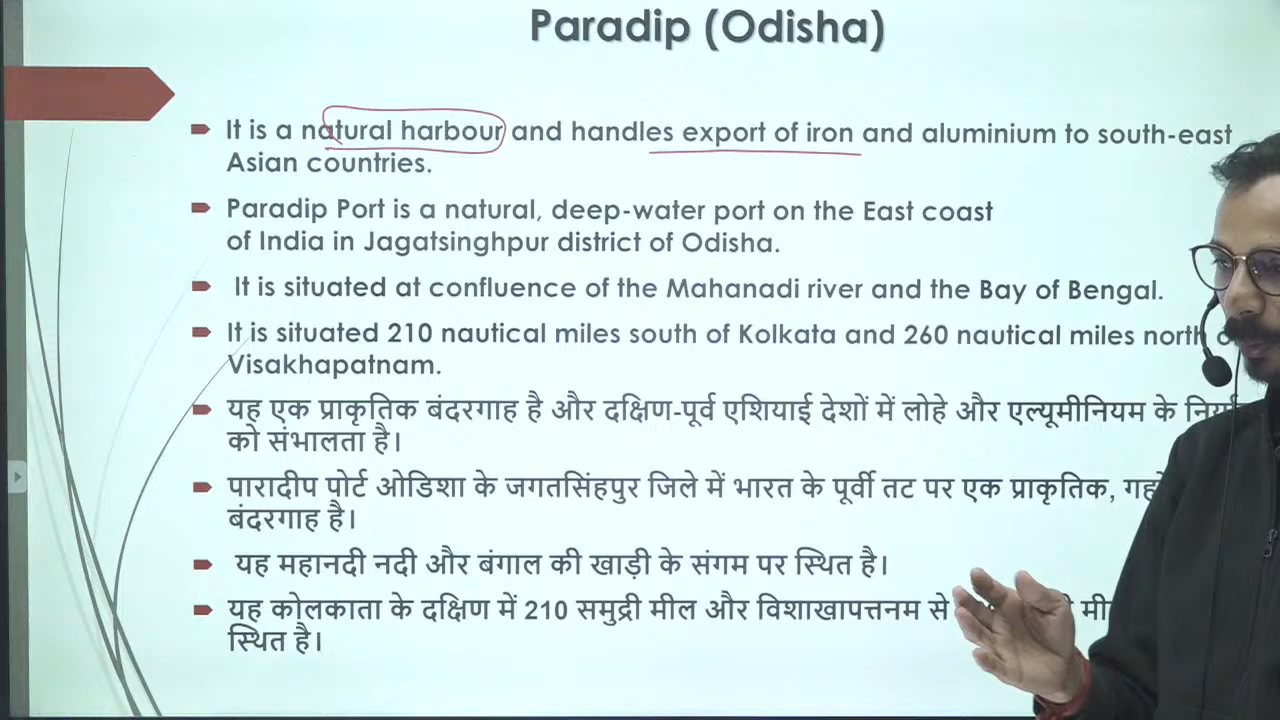 Paradip (Odisha)
It is a natural harbour and handles export of iron and aluminium to south-east
Asian countries.
Paradip Port is a natural, deep-water port on the East coast
of India in Jagatsinghpur district of Odisha.
It is situated at confluence of the Mahanadi river and the Bay of Bengal.
It is situated 210 nautical miles south of Kolkata and 260 nautical miles north
Visakhapatnam.
यह एक प्राकृतिक बंदरगाह है और दक्षिण-पूर्व एशियाई देशों में लोहे और एल्यूमीनियम के
को संभालता है।
पारादीप पोर्ट ओडिशा के जगतसिंहपुर जिले में भारत के पूर्वी तट पर एक प्राकृतिक,
बंदरगाह है।
यह महानदी नदी और बंगाल की खाड़ी के संगम पर स्थित है।
यह कोलकाता के दक्षिण में 210 समुद्री मील और विशाखापत्तनम से
स्थित है।